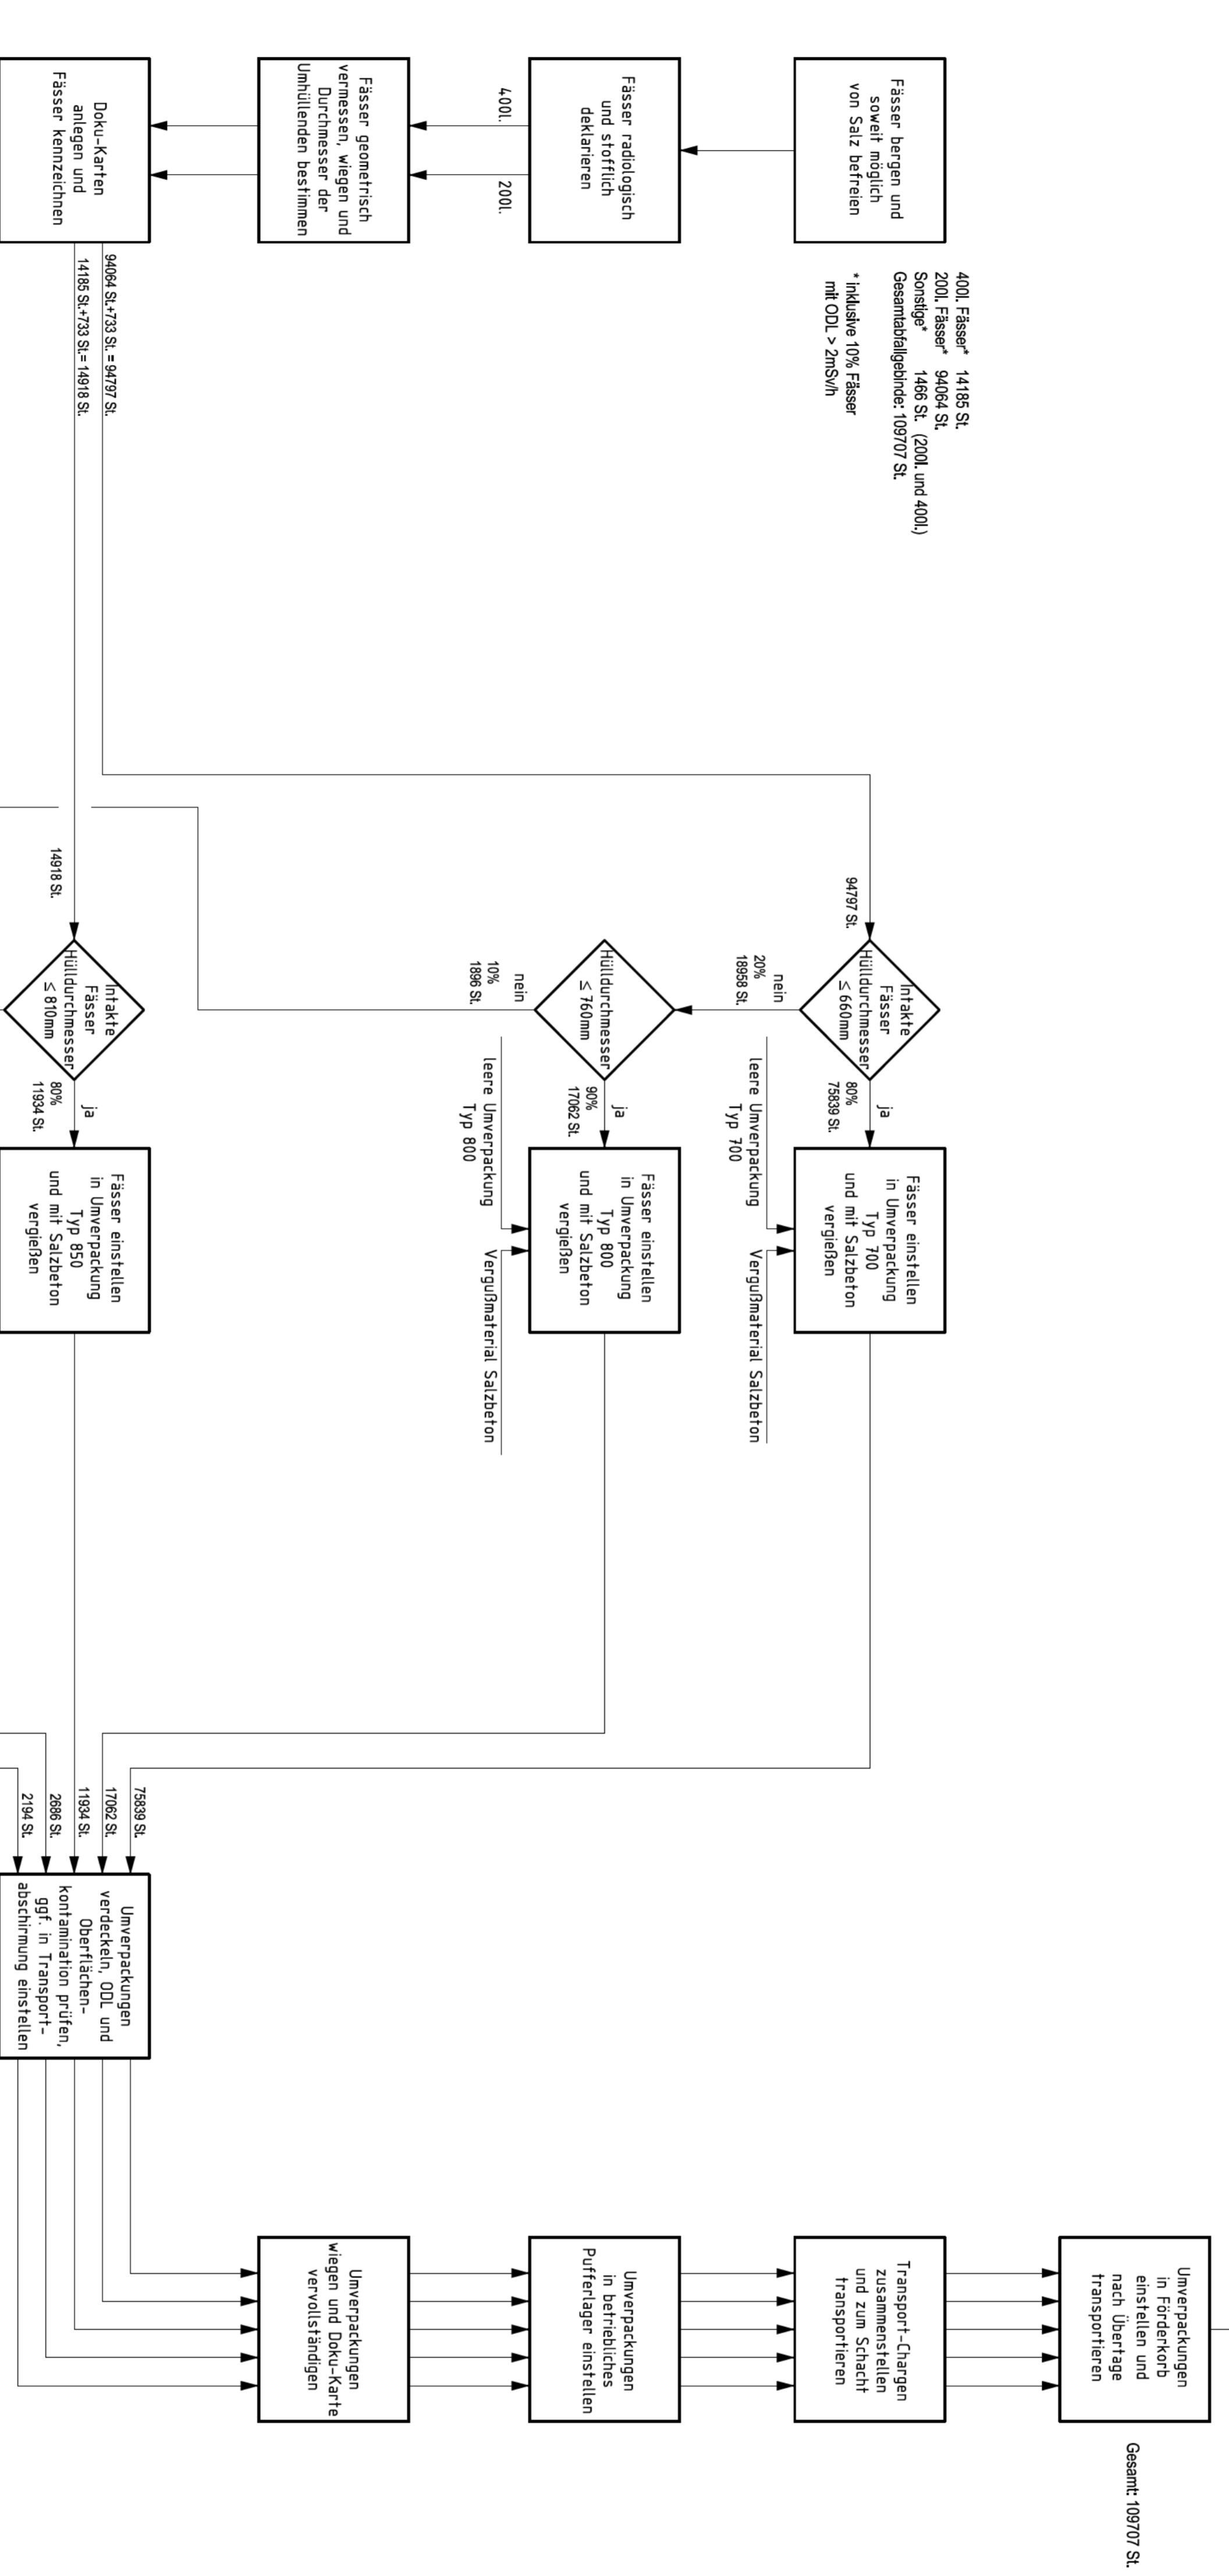 400l. Fässer* 14185 St.
200l. Fässer* 94064 St.
Sonstige* 1466 St. (200l. und 400l.)
Gesamtabfallgebinde: 109707 St.
* inklusive 10% Fässer
mit ODL > 2mSv/h
Fässer bergen und
soweit möglich
von Salz befreien
Fässer radiologisch
und stofflich
deklarieren
400l.
200l.
Fässer geometrisch
vermessen, wiegen und
Durchmesser der
Umhüllenden bestimmen
Doku-Karten
anlegen und
Fässer kennzeichnen
94064 St.+733 St. = 94797 St.
14185 St.+733 St.= 14918 St.
94797 St.
Intakte
Fässer
Hülldurchmesser
≤ 660mm
ja
80%
75839 St.
nein
20%
18958 St.
Fässer einstellen
in Umverpackung
Typ 700
und mit Salzbeton
vergießen
leere Umverpackung
Typ 700
Vergußmaterial Salzbeton
Hülldurchmesser
≤ 760mm
ja
90%
17062 St.
nein
10%
1896 St.
Fässer einstellen
in Umverpackung
Typ 800
und mit Salzbeton
vergießen
leere Umverpackung
Typ 800
Vergußmaterial Salzbeton
14918 St.
Intakte
Fässer
Hülldurchmesser
≤ 810mm
ja
80%
11934 St.
Fässer einstellen
in Umverpackung
Typ 850
und mit Salzbeton
vergießen
75839 St.
17062 St.
11934 St.
2686 St.
2194 St.
Umverpackungen
verdeckeln, ODL und
Oberflächen-
kontamination prüfen,
ggf. in Transport-
abschirmung einstellen
Umverpackungen
wiegen und Doku-Karte
vervollständigen
Umverpackungen
in betriebliches
Pufferlager einstellen
Transport-Chargen
zusammenstellen
und zum Schacht
transportieren
Umverpackungen
in Förderkorb
einstellen und
nach Übertage
transportieren
Gesamt: 109707 St.